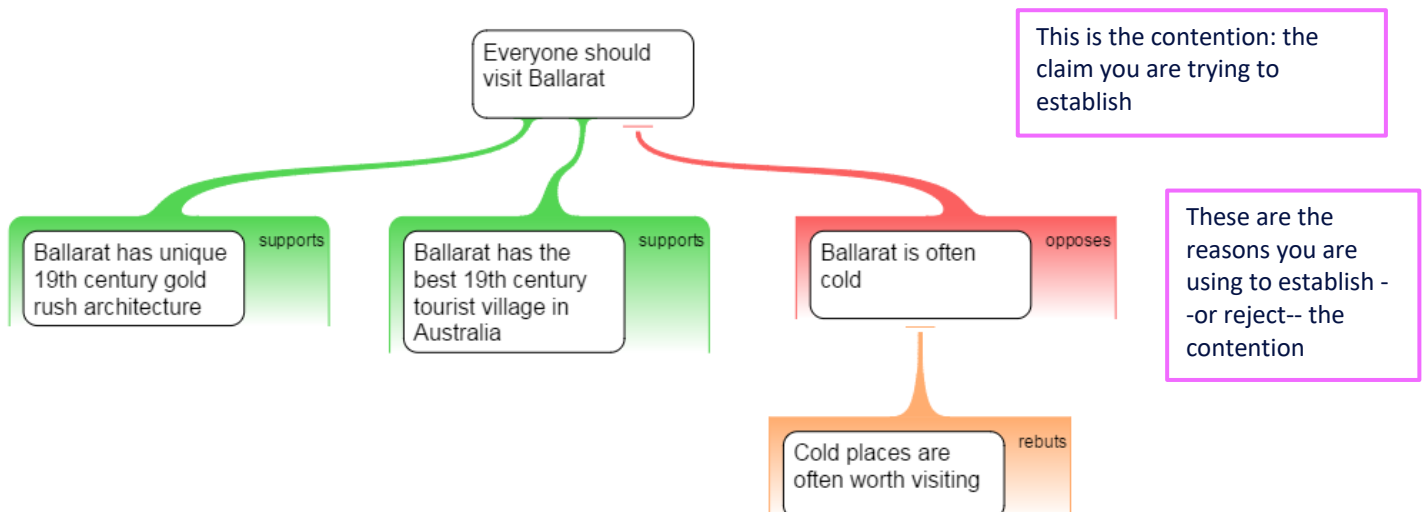 Everyone should
visit Ballarat
This is the contention: the
claim you are trying to
establish
Ballarat has unique
19th century gold
rush architecture
supports
Ballarat has the
best 19th century
tourist village in
Australia
supports
Ballarat is often
cold
opposes
These are the
reasons you are
using to establish -
-or reject-- the
contention
Cold places are
often worth visiting
rebuts